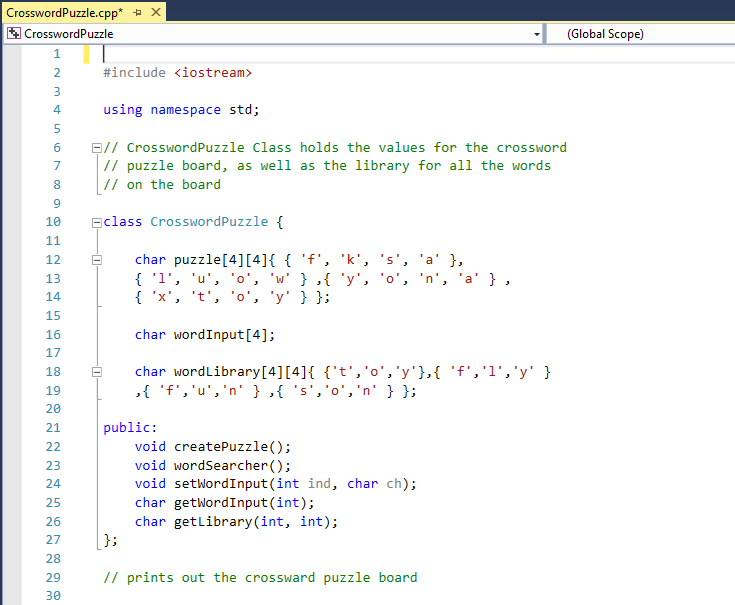 CrosswordPuzzle.cpp*
CrosswordPuzzle (Global Scope)
1
2 #include <iostream>
3
4 using namespace std;
5
6 // CrosswordPuzzle Class holds the values for the crossword
7 // puzzle board, as well as the library for all the words
8 // on the board
9
10 class CrosswordPuzzle {
11
12 char puzzle[4][4]{ { 'f', 'k', 's', 'a' },
13 { 'l', 'u', 'o', 'w' } ,{ 'y', 'o', 'n', 'a' } ,
14 { 'x', 't', 'o', 'y' } };
15
16 char wordInput[4];
17
18 char wordLibrary[4][4]{ {'t','o','y'},{ 'f','l','y' }
19 ,{ 'f','u','n' } ,{ 's','o','n' } };
20
21 public:
22 void createPuzzle();
23 void wordSearcher();
24 void setWordInput(int ind, char ch);
25 char getWordInput(int);
26 char getLibrary(int, int);
27 };
28
29 // prints out the crossward puzzle board
30